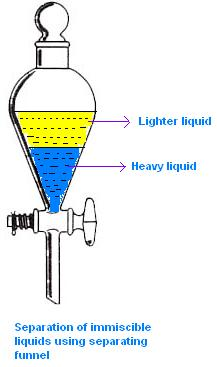 Lighter liquid
Heavy liquid
Separation of immiscible
liquids using separating
funnel